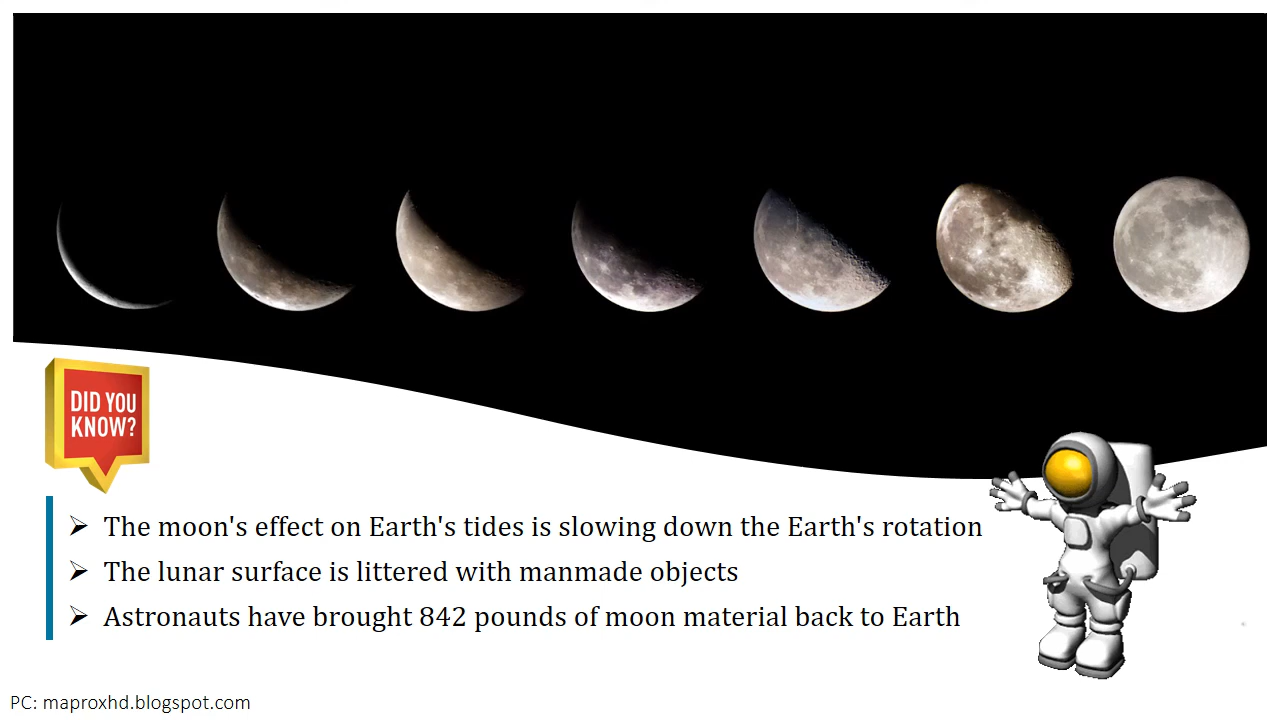 DID YOU
KNOW?
➢ The moon's effect on Earth's tides is slowing down the Earth's rotation
➢ The lunar surface is littered with manmade objects
➢ Astronauts have brought 842 pounds of moon material back to Earth
PC: maproxhd.blogspot.com